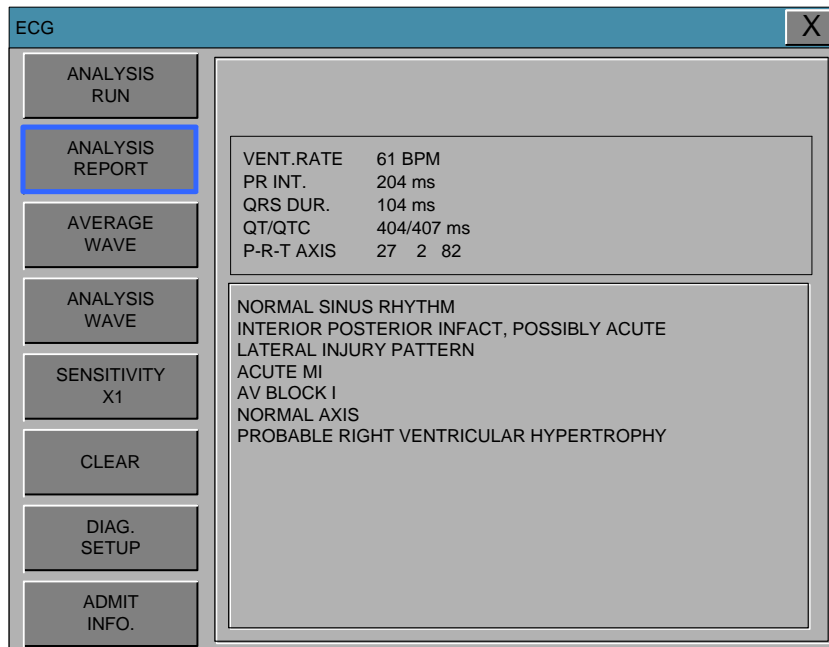 ECG
X
ANALYSIS
RUN
ANALYSIS
REPORT
AVERAGE
WAVE
ANALYSIS
WAVE
SENSITIVITY
X1
CLEAR
DIAG.
SETUP
ADMIT
INFO.
VENT.RATE 61 BPM
PR INT. 204 ms
QRS DUR. 104 ms
QT/QTC 404/407 ms
P-R-T AXIS 27 2 82
NORMAL SINUS RHYTHM
INTERIOR POSTERIOR INFACT, POSSIBLY ACUTE
LATERAL INJURY PATTERN
ACUTE MI
AV BLOCK I
NORMAL AXIS
PROBABLE RIGHT VENTRICULAR HYPERTROPHY